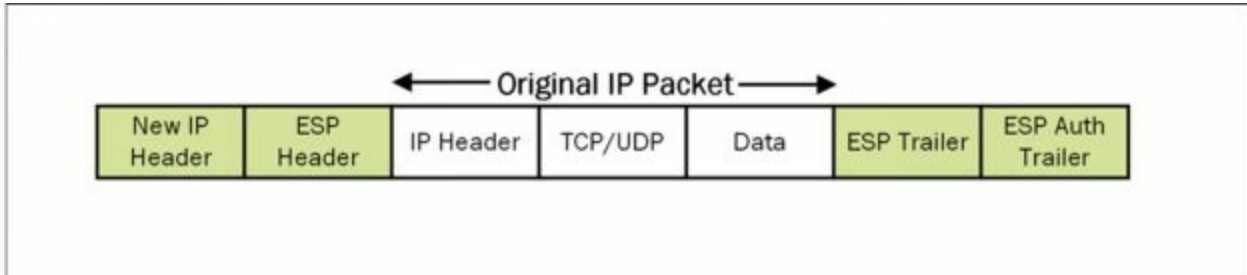 Original IP Packet
New IP
Header
ESP
Header
IP Header
TCP/UDP
Data
ESP Trailer
ESP Auth
Trailer